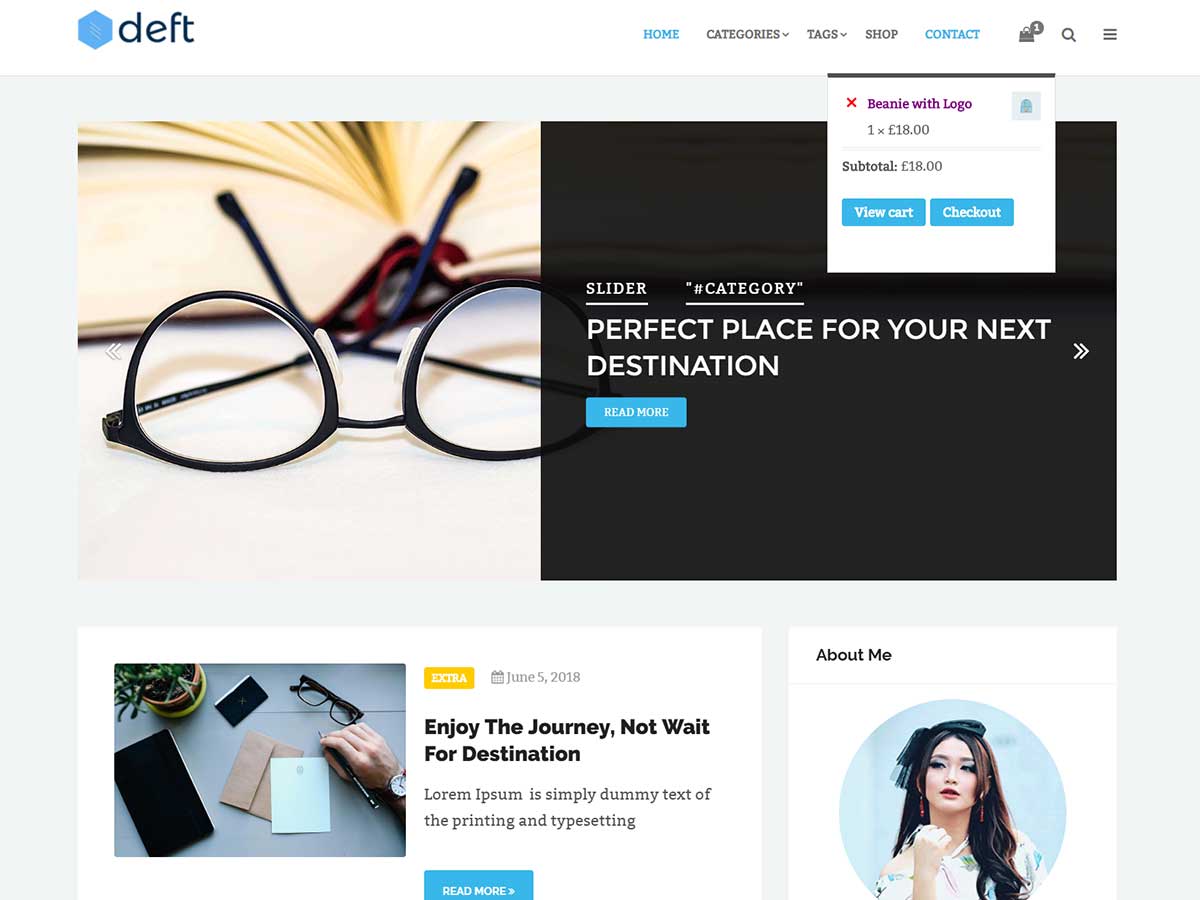 deft
HOME CATEGORIES TAGS SHOP CONTACT 1
Beanie with Logo
1 × £18.00
Subtotal: £18.00
View cart Checkout
SLIDER "#CATEGORY"
PERFECT PLACE FOR YOUR NEXT
DESTINATION
READ MORE
EXTRA June 5, 2018
Enjoy The Journey, Not Wait
For Destination
Lorem Ipsum is simply dummy text of
the printing and typesetting
READ MORE »
About Me